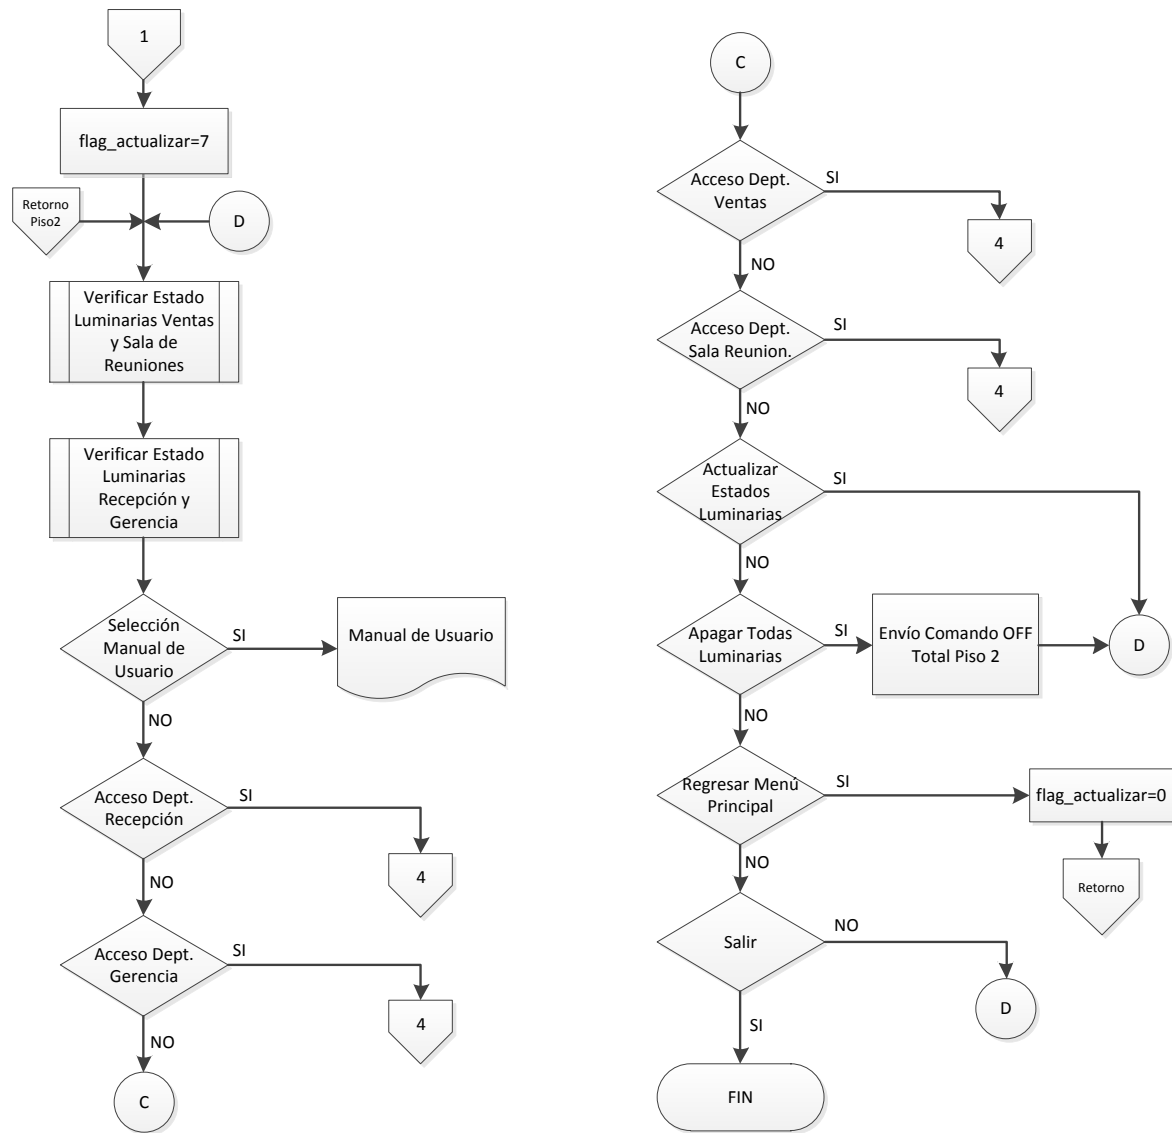 1
flag_actualizar=7
Retorno
Piso2
D
Verificar Estado
Luminarias Ventas
y Sala de
Reuniones
Verificar Estado
Luminarias
Recepción y
Gerencia
Selección
Manual de
Usuario
SI
Manual de Usuario
NO
Acceso Dept.
Recepción
SI
4
NO
Acceso Dept.
Gerencia
SI
4
NO
C
C
Acceso Dept.
Ventas
SI
4
NO
Acceso Dept.
Sala Reunion.
SI
4
NO
Actualizar
Estados
Luminarias
SI
NO
Apagar Todas
Luminarias
SI
Envío Comando OFF
Total Piso 2
D
NO
Regresar Menú
Principal
SI
flag_actualizar=0
Retorno
NO
Salir
NO
D
SI
FIN